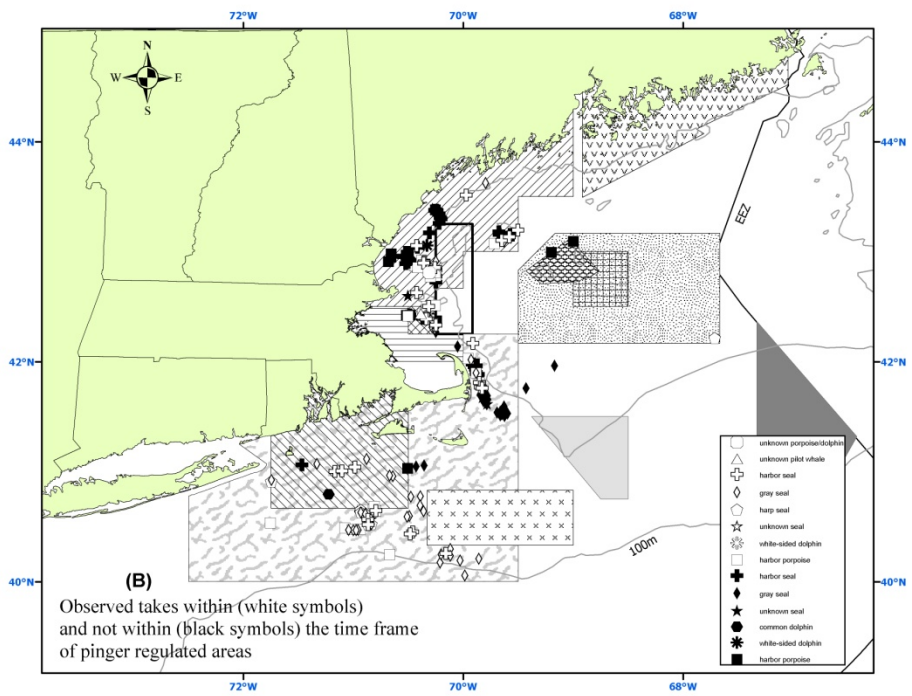 72°W 70°W 68°W
N
W E
S
44°N 44°N
EEZ
42°N 42°N
100m
40°N 40°N
(B)
Observed takes within (white symbols)
and not within (black symbols) the time frame
of pinger regulated areas
unknown porpoise/dolphin
unknown pilot whale
harbor seal
gray seal
harp seal
unknown seal
white-sided dolphin
harbor porpoise
harbor seal
gray seal
unknown seal
common dolphin
white-sided dolphin
harbor porpoise
72°W 70°W 68°W